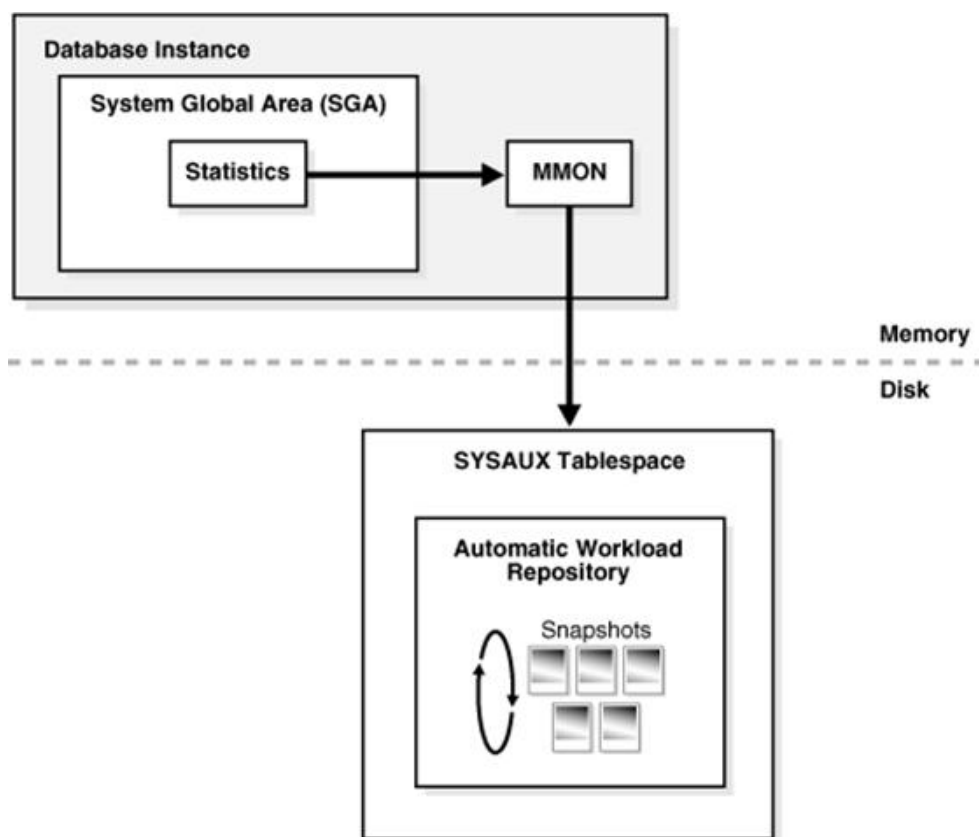 Database Instance
System Global Area (SGA)
Statistics
MMON
Memory
Disk
SYSAUX Tablespace
Automatic Workload
Repository
Snapshots